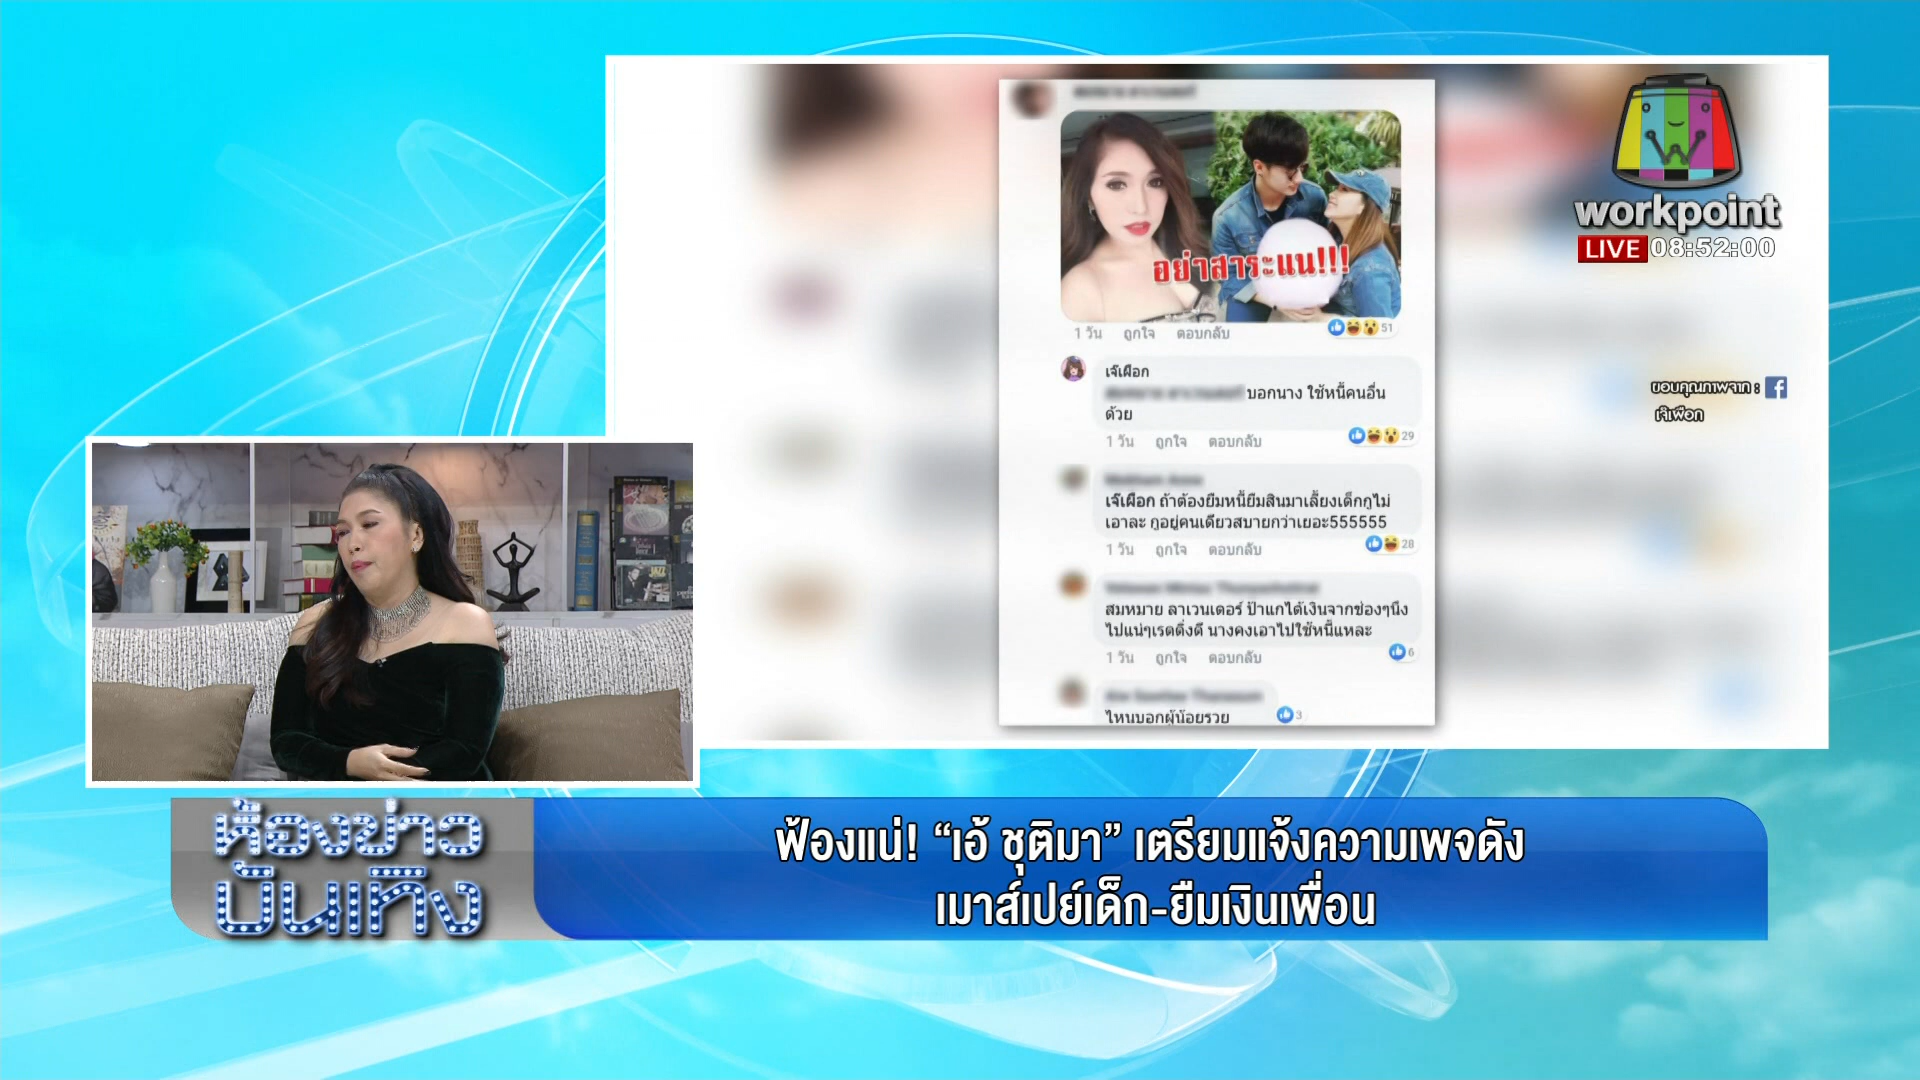 workpoint
LIVE 08:52:00
อย่าสาระแน!!!
1 วัน ถูกใจ ตอบกลับ 51
เจ๊เผือก
บอกนาง ใช้หนี้คนอื่น
ด้วย
1 วัน ถูกใจ ตอบกลับ 29
เจ๊เผือก ถ้าต้องยืมหนี้ยืมสินมาเลี้ยงเด็กกูไม่
เอาละ กูอยู่คนเดียวสบายกว่าเยอะ555555
1 วัน ถูกใจ ตอบกลับ 28
สมหมาย ลาเวนเดอร์ ป้าแกได้เงินจากช่องๆนึง
ไปแน่ๆเรตติ้งดี นางคงเอาไปใช้หนี้แหละ
1 วัน ถูกใจ ตอบกลับ 6
ไหนบอกผู้น้อยรวย 3
ขอบคุณภาพจาก :
เจ๊เผือก
JAZZ
ห้องข่าว
บันเทิง
ฟ้องแน่! “เอ้ ชุติมา” เตรียมแจ้งความเพจดัง
เมาส์เปย์เด็ก-ยืมเงินเพื่อน